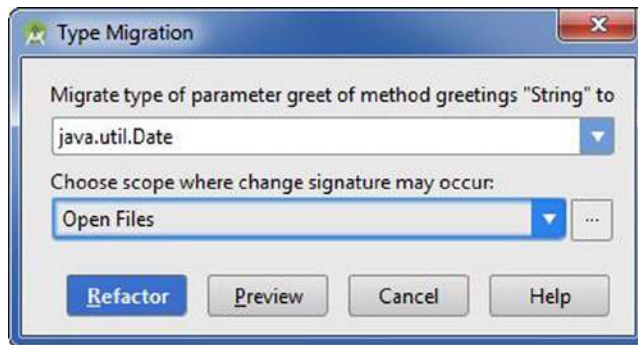 Type Migration
Migrate type of parameter greet of method greetings "String" to
java.util.Date
Choose scope where change signature may occur:
Open Files
...
Refactor Preview Cancel Help